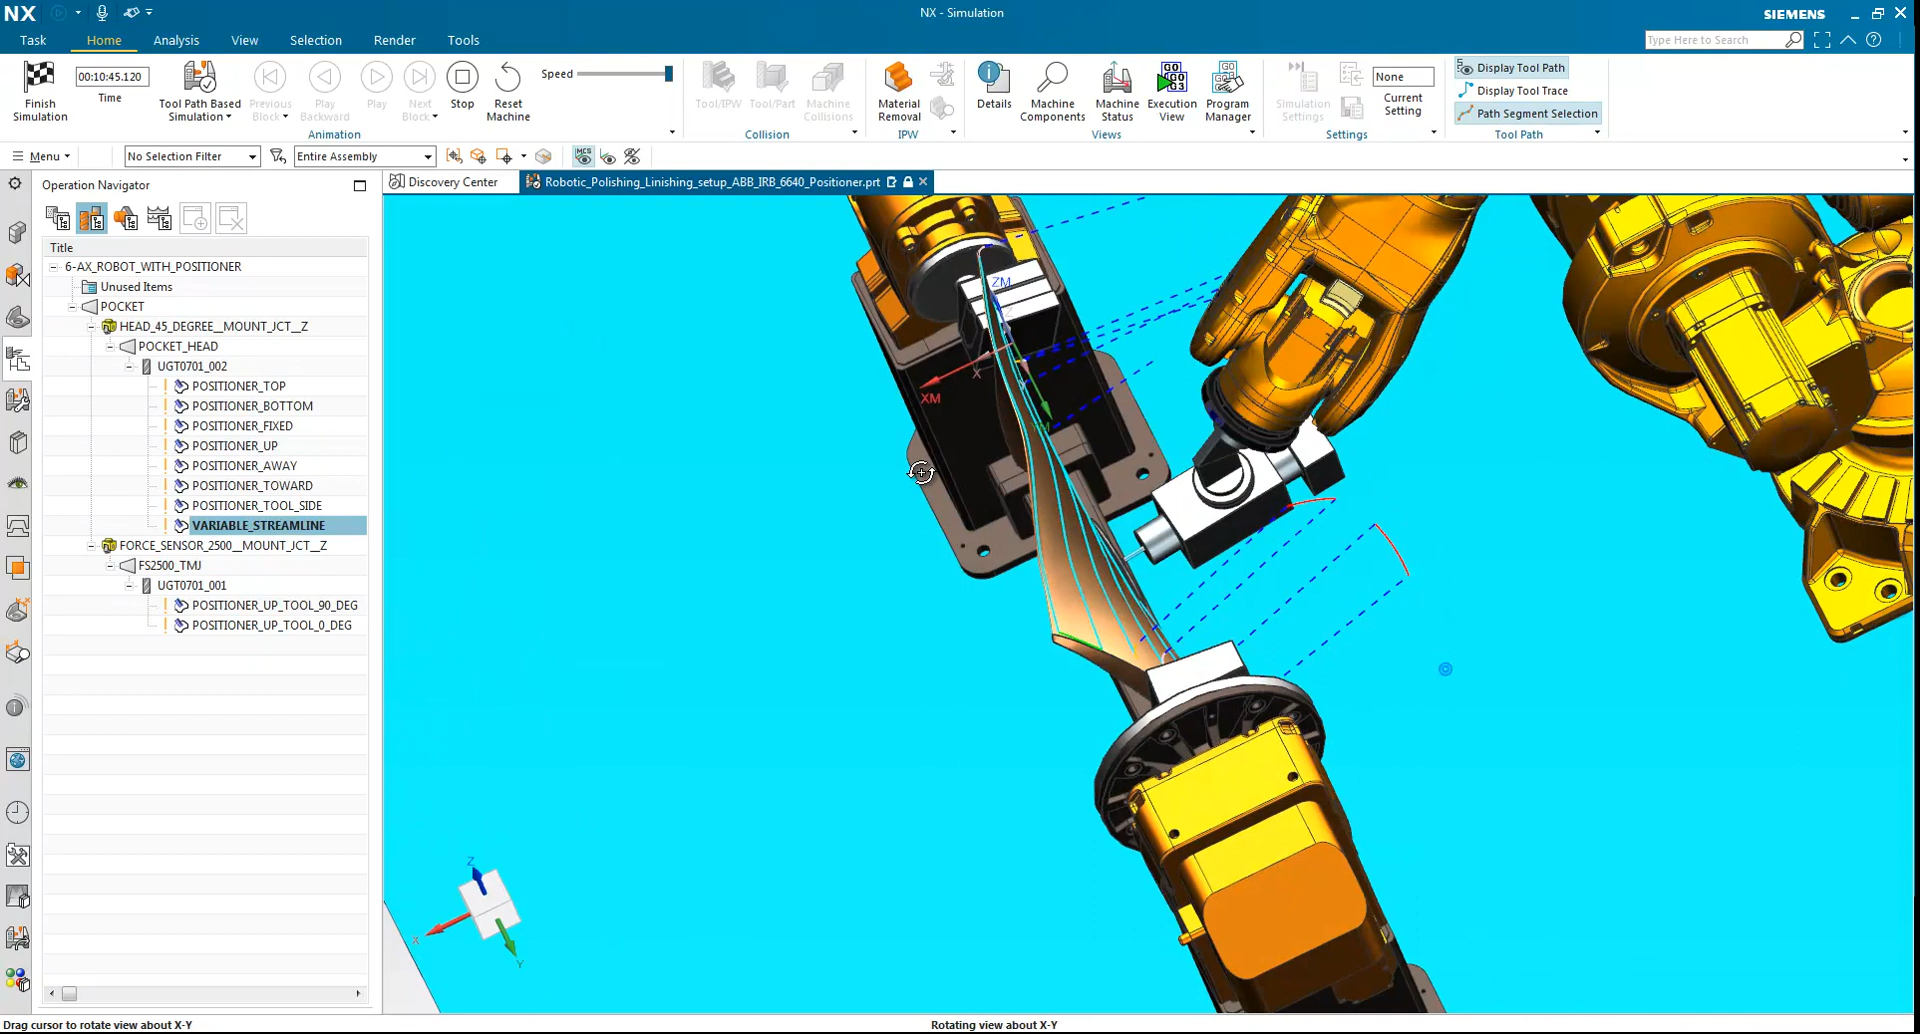 NX
NX - Simulation
SIEMENS
Task
Home
Analysis
View
Selection
Render
Tools
Type Here to Search
00:10:45.120
Speed
None
Display Tool Path
Display Tool Trace
Path Segment Selection
Finish Simulation
Time
Tool Path Based Simulation
Previous Block
Play Backward
Play
Next Block
Stop
Reset Machine
Tool/IPW
Tool/Part
Machine Collisions
Material Removal
Details
Machine Components
Machine Status
Execution View
Program Manager
Simulation Settings
Current Setting
Animation
Collision
IPW
Views
Settings
Tool Path
Menu
No Selection Filter
Entire Assembly
MCS
Operation Navigator
Discovery Center
Robotic_Polishing_Linishing_setup_ABB_IRB_6640_Positioner.prt
Title
6-AX_ROBOT_WITH_POSITIONER
Unused Items
POCKET
HEAD_45_DEGREE__MOUNT_JCT__Z
POCKET_HEAD
UGT0701_002
POSITIONER_TOP
POSITIONER_BOTTOM
POSITIONER_FIXED
POSITIONER_UP
POSITIONER_AWAY
POSITIONER_TOWARD
POSITIONER_TOOL_SIDE
VARIABLE_STREAMLINE
FORCE_SENSOR_2500__MOUNT_JCT__Z
FS2500_TMJ
UGT0701_001
POSITIONER_UP_TOOL_90_DEG
POSITIONER_UP_TOOL_0_DEG
ZM
X
XM
YM
Z
X
Y
Drag cursor to rotate view about X-Y
Rotating view about X-Y